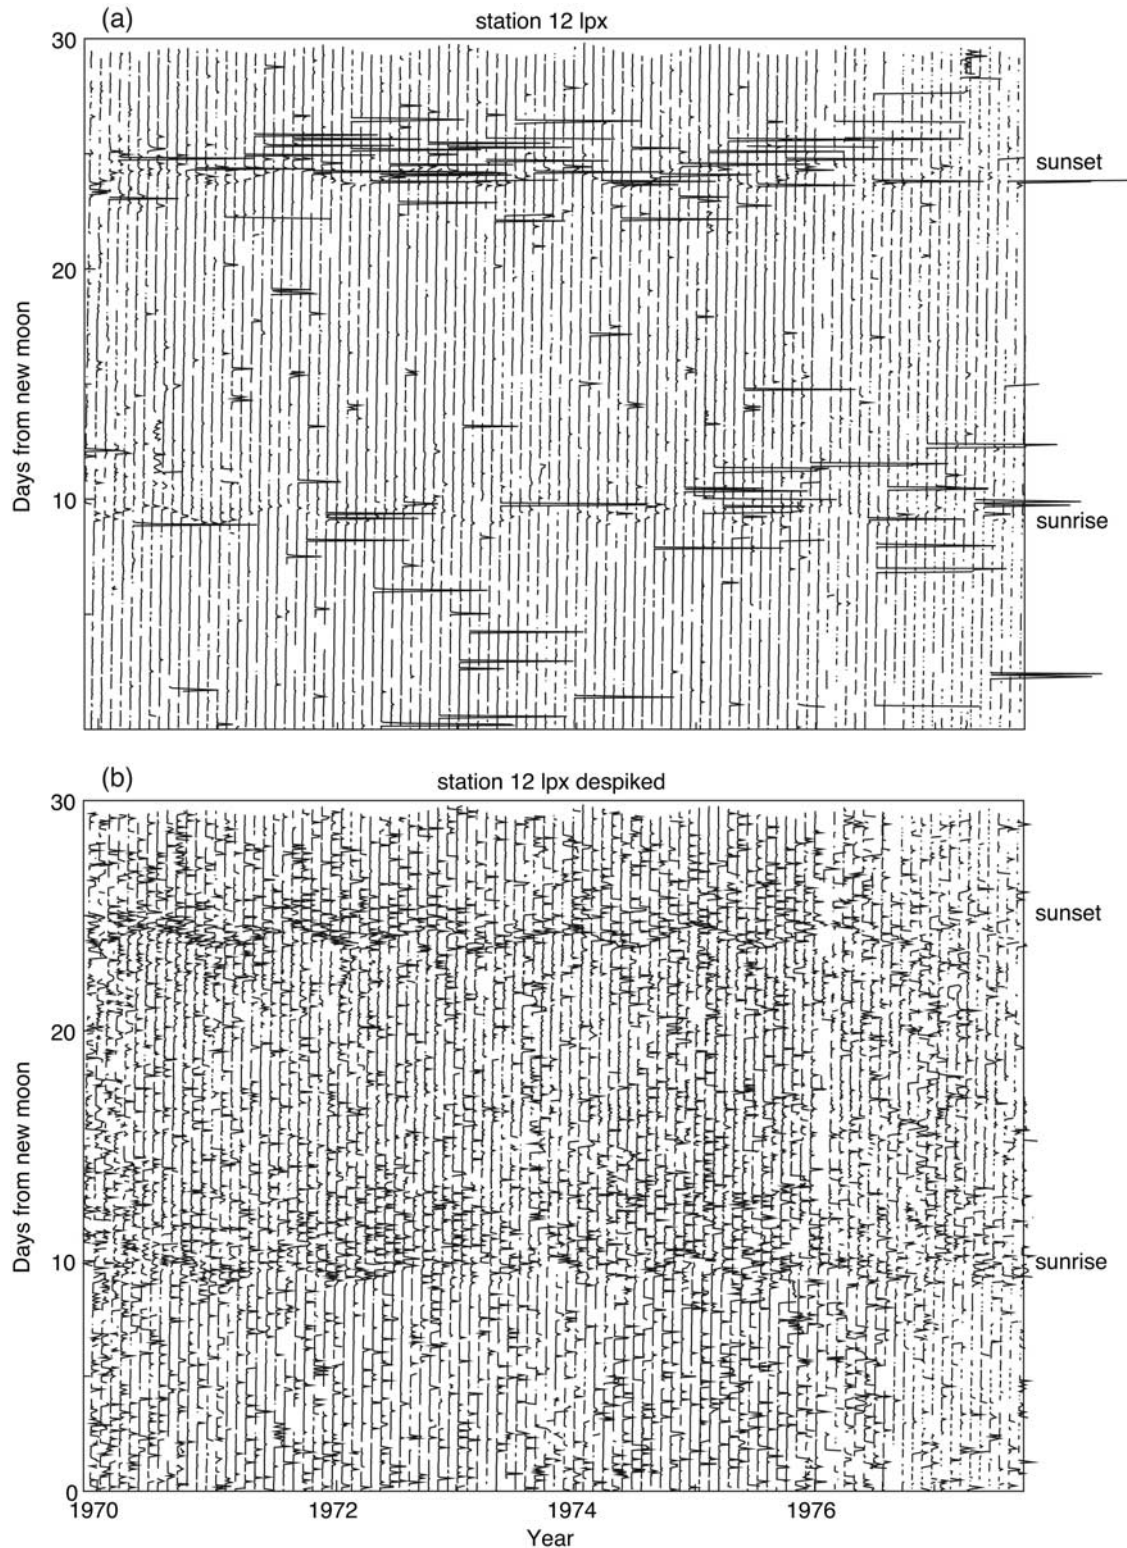 (a)
station 12 lpx
30
sunset
20
Days from new moon
10
sunrise
(b)
station 12 lpx despiked
30
sunset
20
Days from new moon
10
sunrise
0
1970 1972 1974 1976
Year